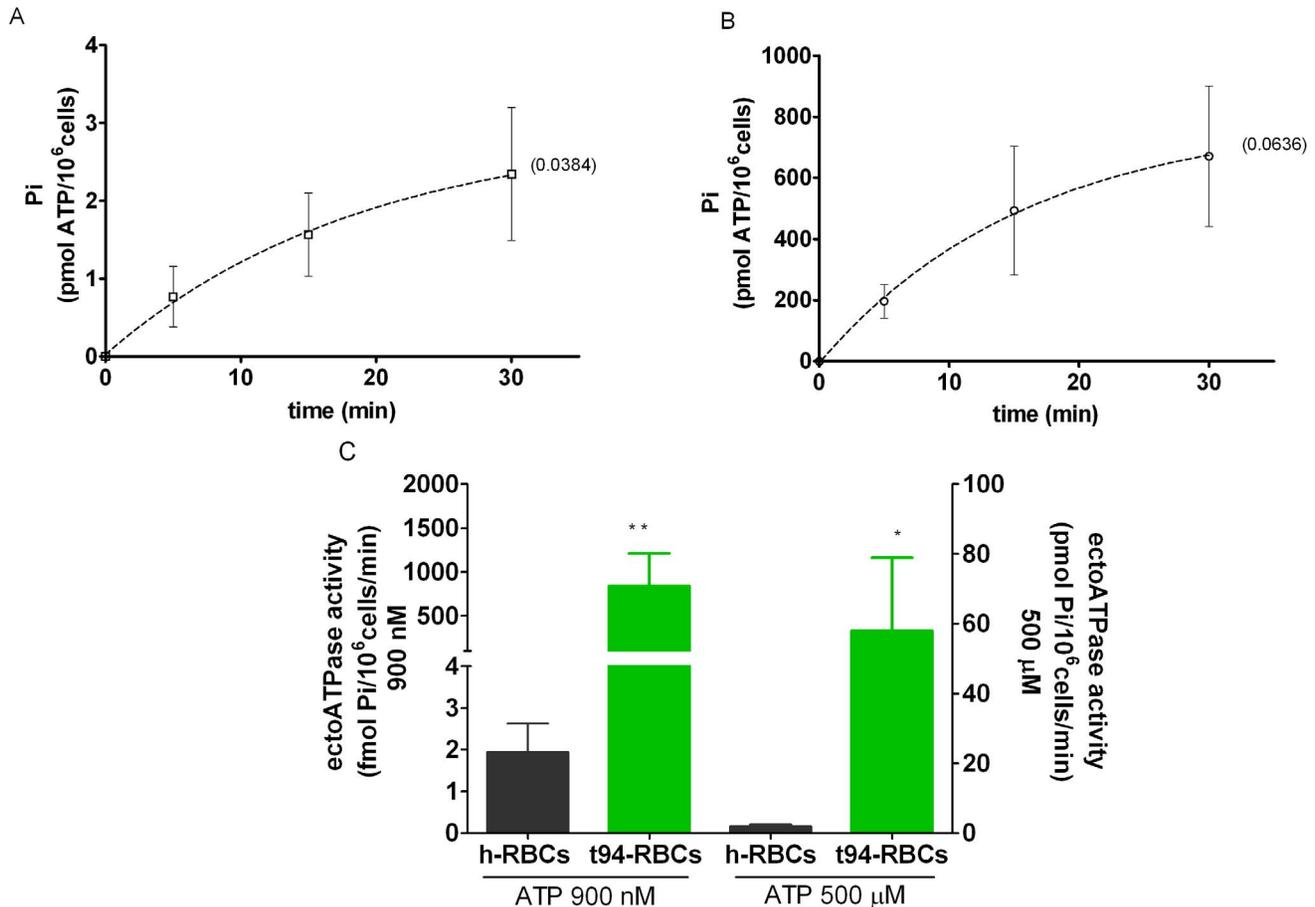 A
Pi
(pmol ATP/10⁶cells)
4
3
2
1
0
0 10 20 30
time (min)
(0.0384)
B
Pi
(pmol ATP/10⁶cells)
1000
800
600
400
200
0
0 10 20 30
time (min)
(0.0636)
C
ectoATPase activity
(fmol Pi/10⁶cells/min)
900 nM
2000
1500
1000
500
4
3
2
1
0
**
*
100
80
60
40
20
0
ectoATPase activity
(pmol Pi/10⁶cells/min)
500 µM
h-RBCs t94-RBCs h-RBCs t94-RBCs
ATP 900 nM ATP 500 µM